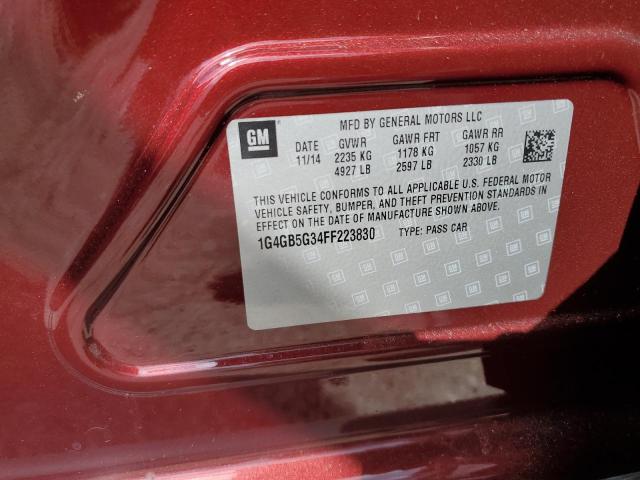 MFD BY GENERAL MOTORS LLC
GM
DATE GVWR GAWR FRT GAWR RR
11/14 2235 KG 1178 KG 1057 KG
4927 LB 2597 LB 2330 LB
THIS VEHICLE CONFORMS TO ALL APPLICABLE U.S. FEDERAL MOTOR
VEHICLE SAFETY, BUMPER, AND THEFT PREVENTION STANDARDS IN
EFFECT ON THE DATE OF MANUFACTURE SHOWN ABOVE.
1G4GB5G34FF223830 TYPE: PASS CAR